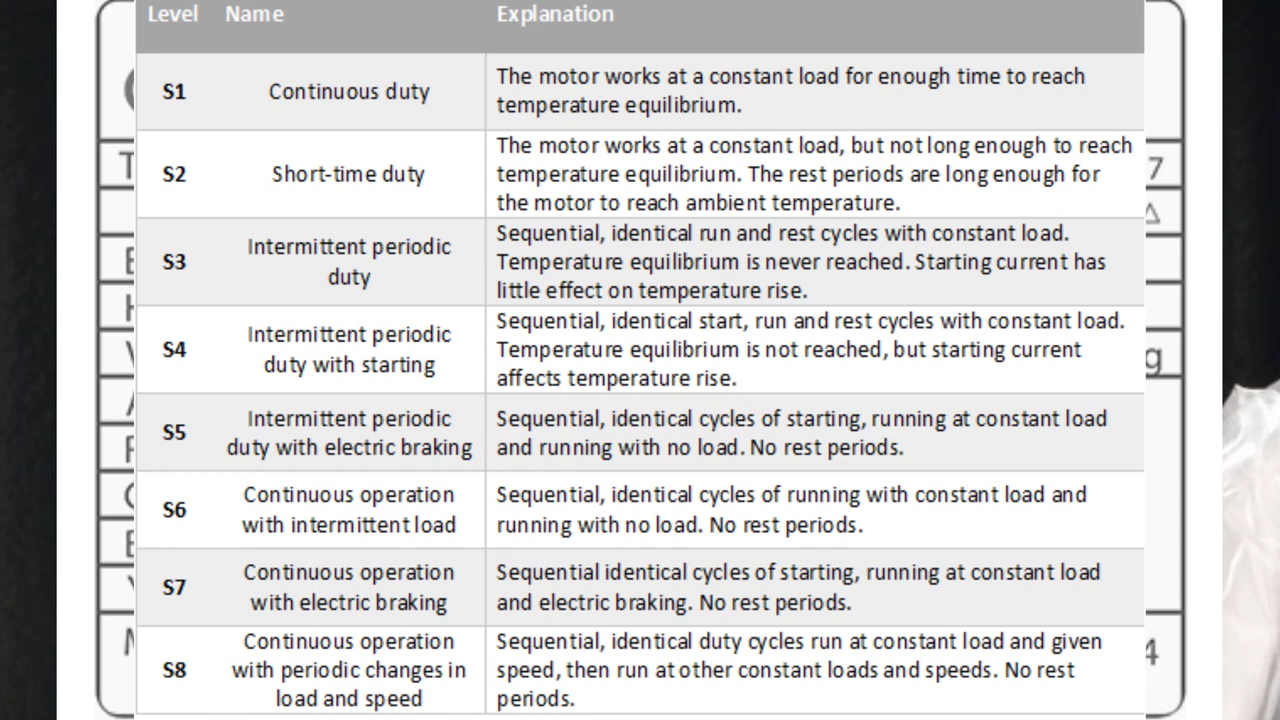 Level Name Explanation
S1 Continuous duty The motor works at a constant load for enough time to reach
temperature equilibrium.
S2 Short-time duty The motor works at a constant load, but not long enough to reach
temperature equilibrium. The rest periods are long enough for
the motor to reach ambient temperature.
S3 Intermittent periodic
duty
Sequential, identical run and rest cycles with constant load.
Temperature equilibrium is never reached. Starting current has
little effect on temperature rise.
S4 Intermittent periodic
duty with starting
Sequential, identical start, run and rest cycles with constant load.
Temperature equilibrium is not reached, but starting current
affects temperature rise.
S5 Intermittent periodic
duty with electric braking
Sequential, identical cycles of starting, running at constant load
and running with no load. No rest periods.
S6 Continuous operation
with intermittent load
Sequential, identical cycles of running with constant load and
running with no load. No rest periods.
S7 Continuous operation
with electric braking
Sequential identical cycles of starting, running at constant load
and electric braking. No rest periods.
S8 Continuous operation
with periodic changes in
load and speed
Sequential, identical duty cycles run at constant load and given
speed, then run at other constant loads and speeds. No rest
periods.
7
Δ
g
4